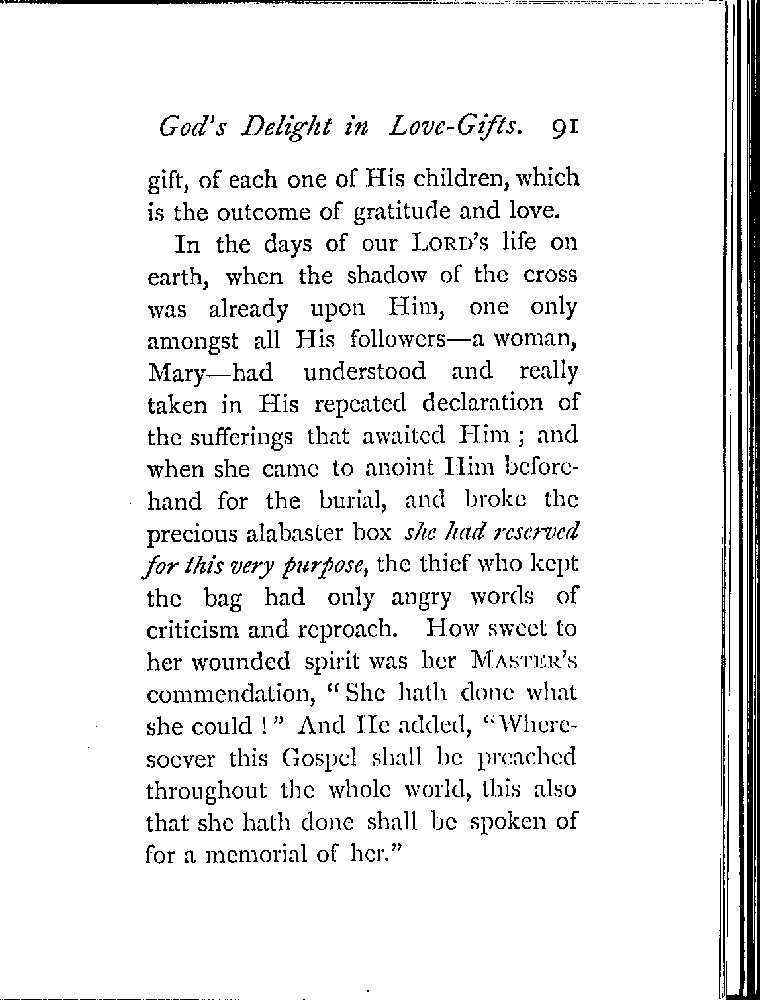 God's Delight in Love-Gifts. 91
gift, of each one of His children, which
is the outcome of gratitude and love.
In the days of our LORD'S life on
earth, when the shadow of the cross
was already upon Him, one only
amongst all His followers—a woman,
Mary—had understood and really
taken in His repeated declaration of
the sufferings that awaited Him ; and
when she came to anoint Him before-
hand for the burial, and broke the
precious alabaster box she had reserved
for this very purpose, the thief who kept
the bag had only angry words of
criticism and reproach. How sweet to
her wounded spirit was her MASTER'S
commendation, "She hath done what
she could !" And He added, "Where-
soever this Gospel shall be preached
throughout the whole world, this also
that she hath done shall be spoken of
for a memorial of her."